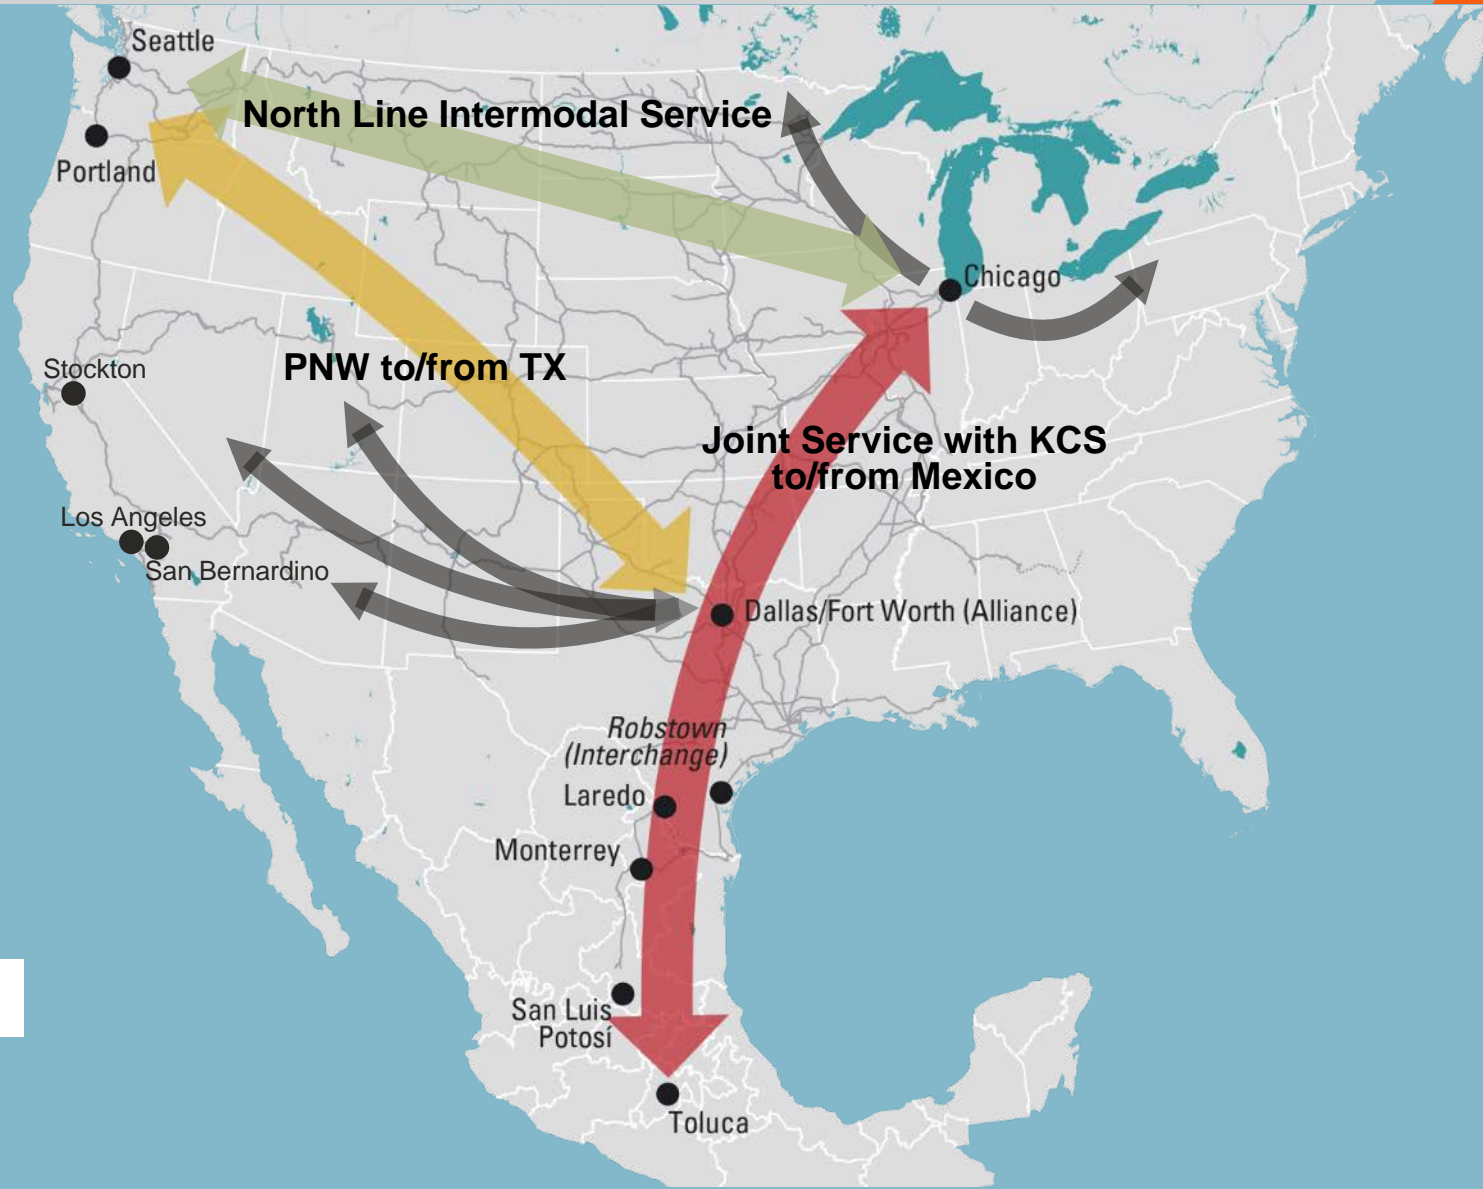 Seattle
North Line Intermodal Service
Portland
Chicago
PNW to/from TX
Stockton
Joint Service with KCS
to/from Mexico
Los Angeles
San Bernardino
Dallas/Fort Worth (Alliance)
Robstown
(Interchange)
Laredo
Monterrey
San Luis
Potosí
Toluca